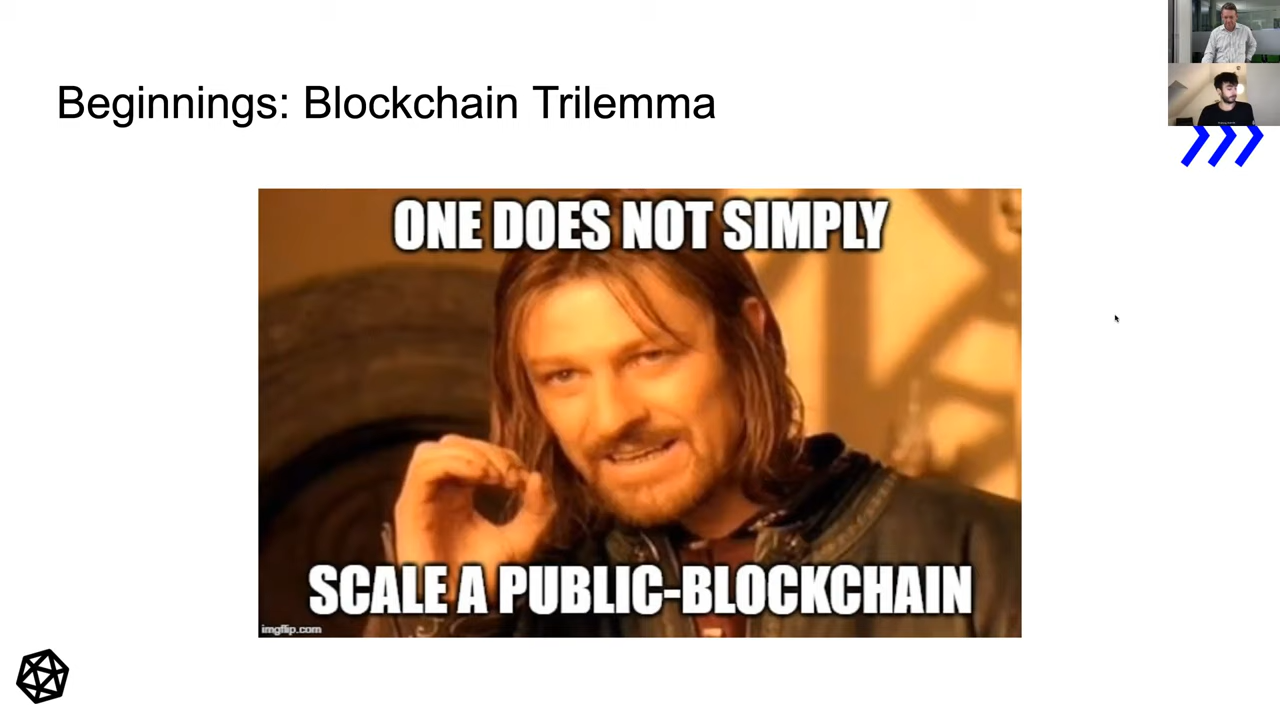 Beginnings: Blockchain Trilemma
ONE DOES NOT SIMPLY
SCALE A PUBLIC-BLOCKCHAIN
imgflip.com